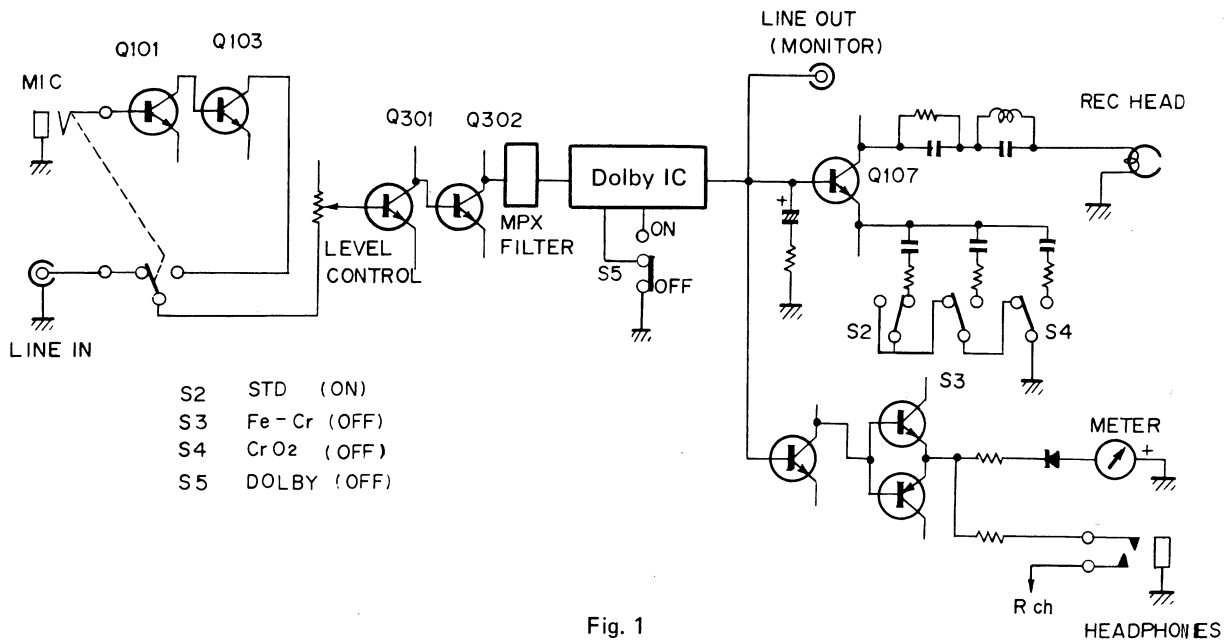 LINE OUT
(MONITOR)
Q101
Q103
MIC
Q301
Q302
REC HEAD
Dolby IC
Q107
MPX
FILTER
LEVEL
CONTROL
ON
S5
OFF
+
S2
S4
S3
LINE IN
S2 STD (ON)
S3 Fe-Cr (OFF)
S4 CrO2 (OFF)
S5 DOLBY (OFF)
METER
+
R ch
HEADPHONES
Fig. 1